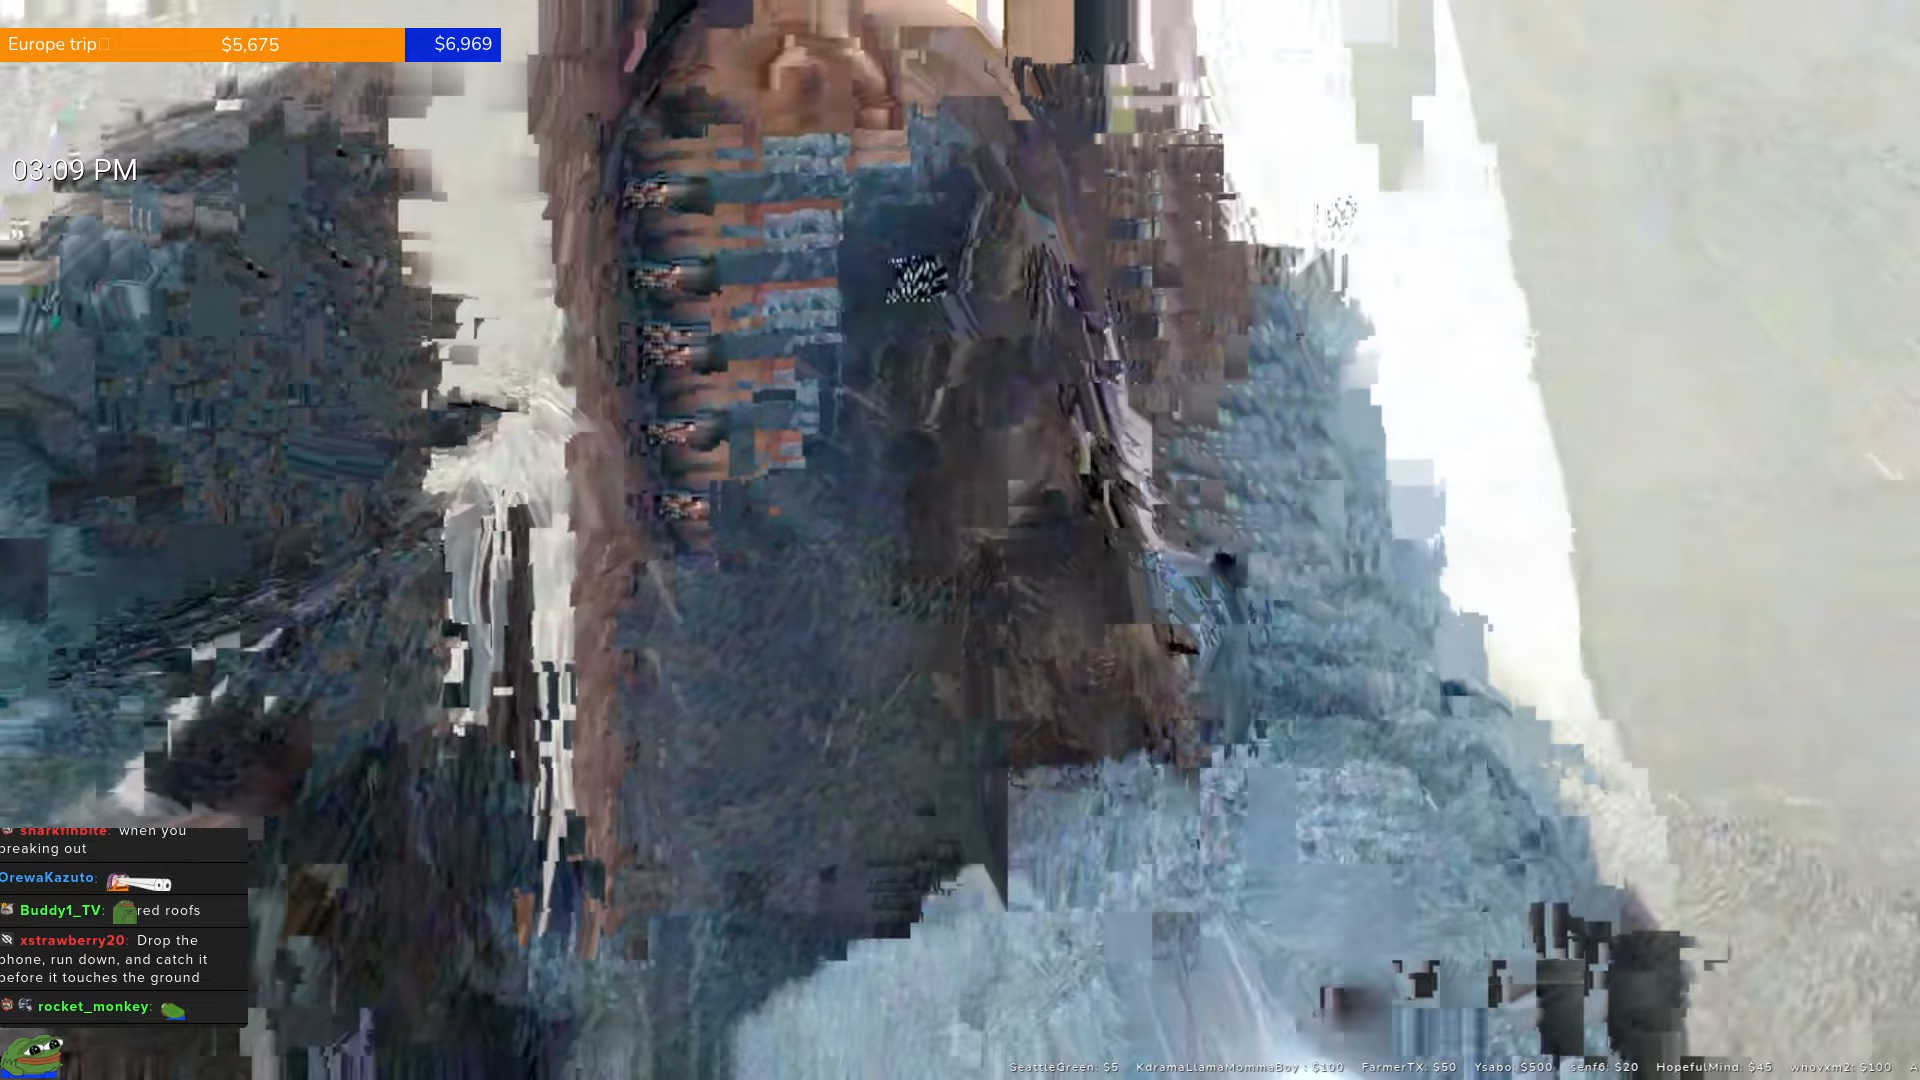 Europe trip $5,675 $6,969
03:09 PM
sharkfinbite: when you
breaking out
OrewaKazuto:
Buddy1_TV: red roofs
xstrawberry20: Drop the
phone, run down, and catch it
before it touches the ground
rocket_monkey:
SeattleGreen: $5 KdramaLlamaMommaBoy : $100 FarmerTX: $50 Ysabo: $500 senf6: $20 HopefulMind: $45 whovxm2: $100 A